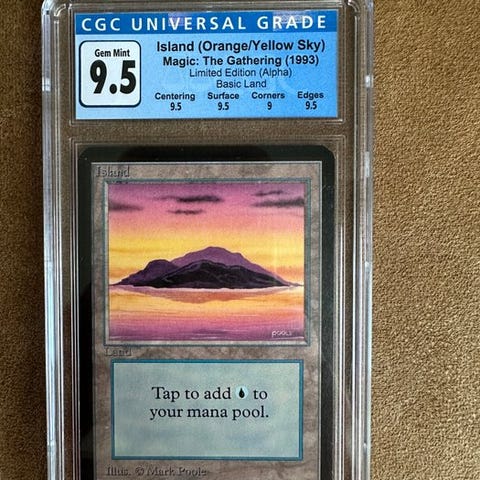 CGC UNIVERSAL GRADE
Gem Mint
9.5
Island (Orange/Yellow Sky)
Magic: The Gathering (1993)
Limited Edition (Alpha)
Basic Land
Centering Surface Corners Edges
9.5 9.5 9 9.5
Island
POOLE
Land
Tap to add to
your mana pool.
Illus. © Mark Poole